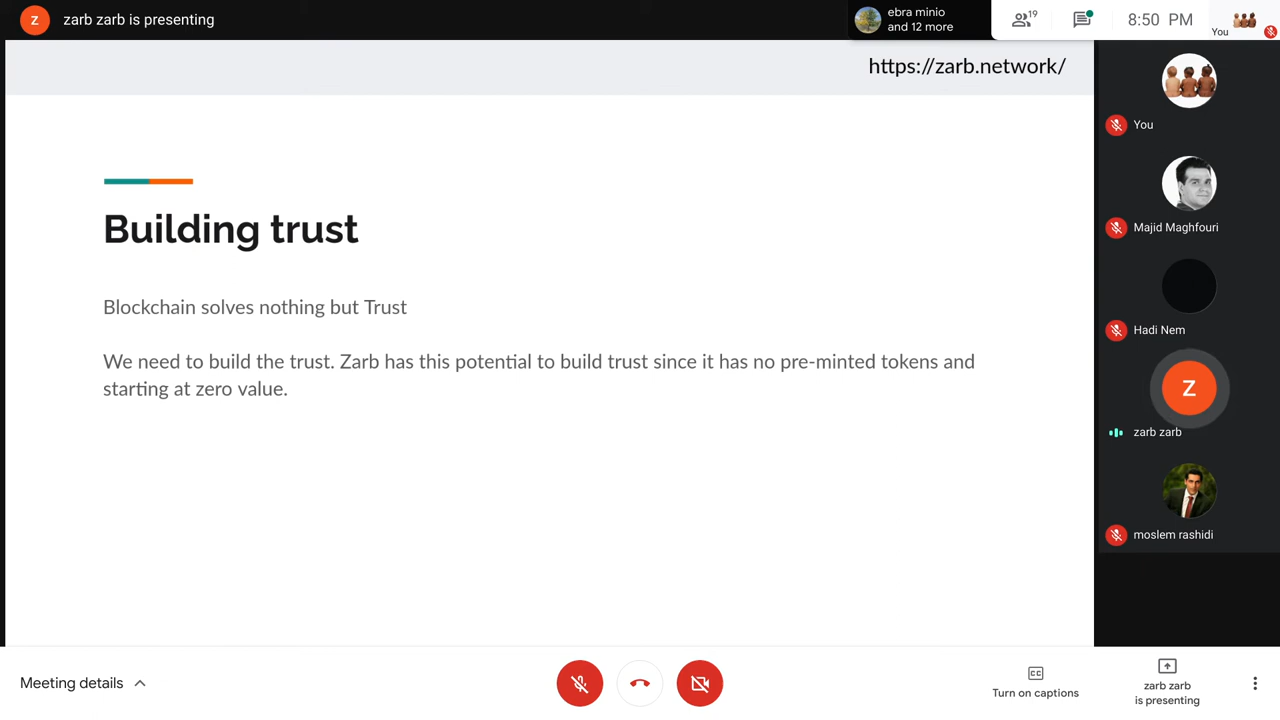 Z
zarb zarb is presenting
ebra minio
and 12 more
19
8:50 PM
You
https://zarb.network/
Building trust
Blockchain solves nothing but Trust
We need to build the trust. Zarb has this potential to build trust since it has no pre-minted tokens and
starting at zero value.
You
Majid Maghfouri
Hadi Nem
Z
zarb zarb
moslem rashidi
Meeting details
CC
Turn on captions
zarb zarb
is presenting